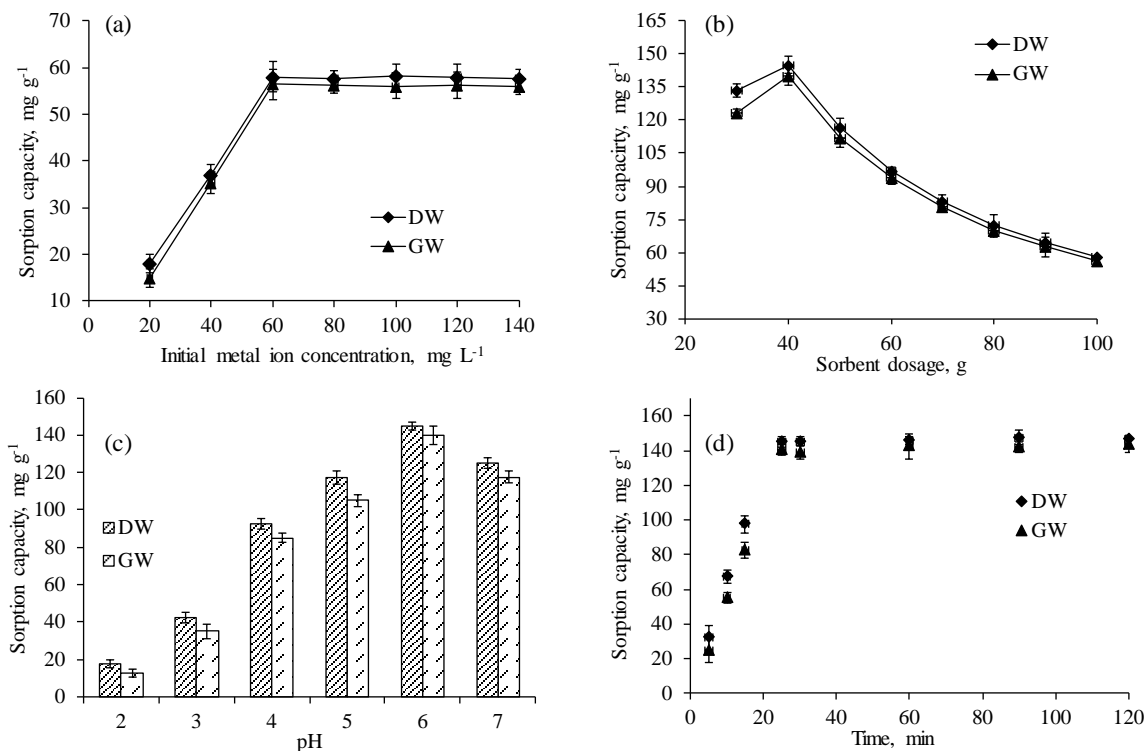 (a)
Sorption capacity, mg g⁻¹
70
60
50
40
30
20
10
DW
GW
0 20 40 60 80 100 120 140
Initial metal ion concentration, mg L⁻¹
(b)
Sorption capacirty, mg g⁻¹
165
150
135
120
105
90
75
60
45
30
DW
GW
20 40 60 80 100
Sorbent dosage, g
(c)
Sorption capacity, mg g⁻¹
160
140
120
100
80
60
40
20
0
DW
GW
2 3 4 5 6 7
pH
(d)
Sorption capacity, mg g⁻¹
160
140
120
100
80
60
40
20
0
DW
GW
0 20 40 60 80 100 120
Time, min